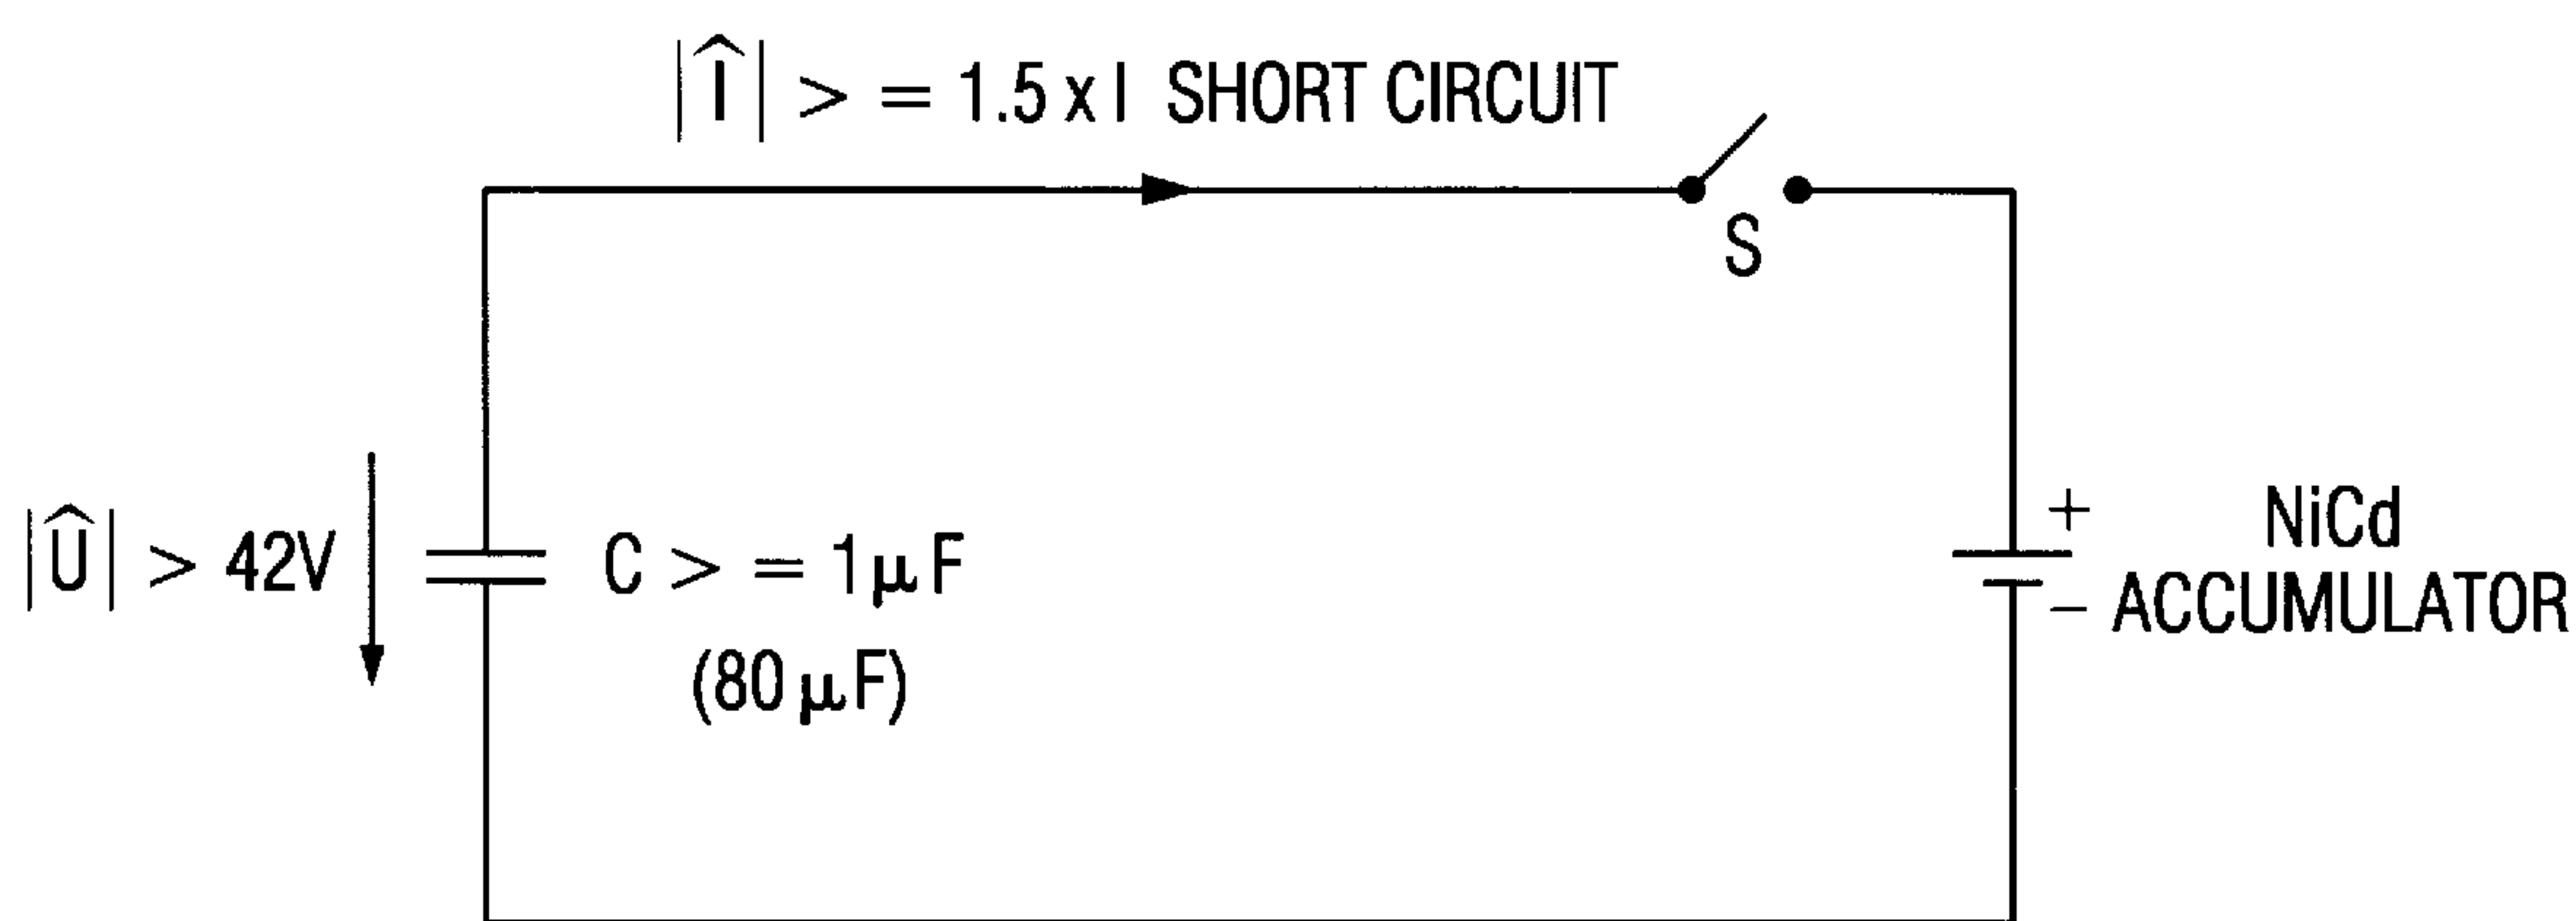 |Î| > = 1.5 x I SHORT CIRCUIT
S
|Û| > 42V
C > = 1μF
(80μF)
+
NiCd
- ACCUMULATOR